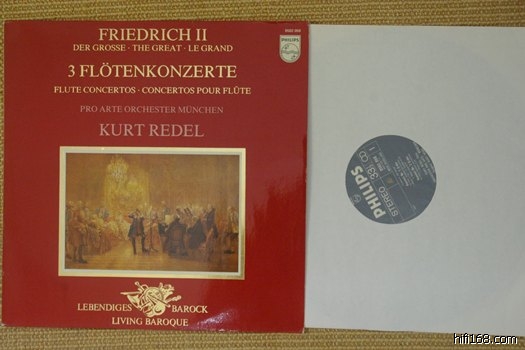 FRIEDRICH II
DER GROSSE · THE GREAT · LE GRAND
3 FLÖTENKONZERTE
FLUTE CONCERTOS · CONCERTOS POUR FLÛTE
PRO ARTE ORCHESTER MÜNCHEN
KURT REDEL
PHILIPS
LEBENDIGES BAROCK
LIVING BAROQUE
PHILIPS
STEREO 33
1
hifi168.com